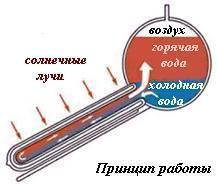 воздух
горячая
вода
холодная
вода
солнечные
лучи
Принцип работы